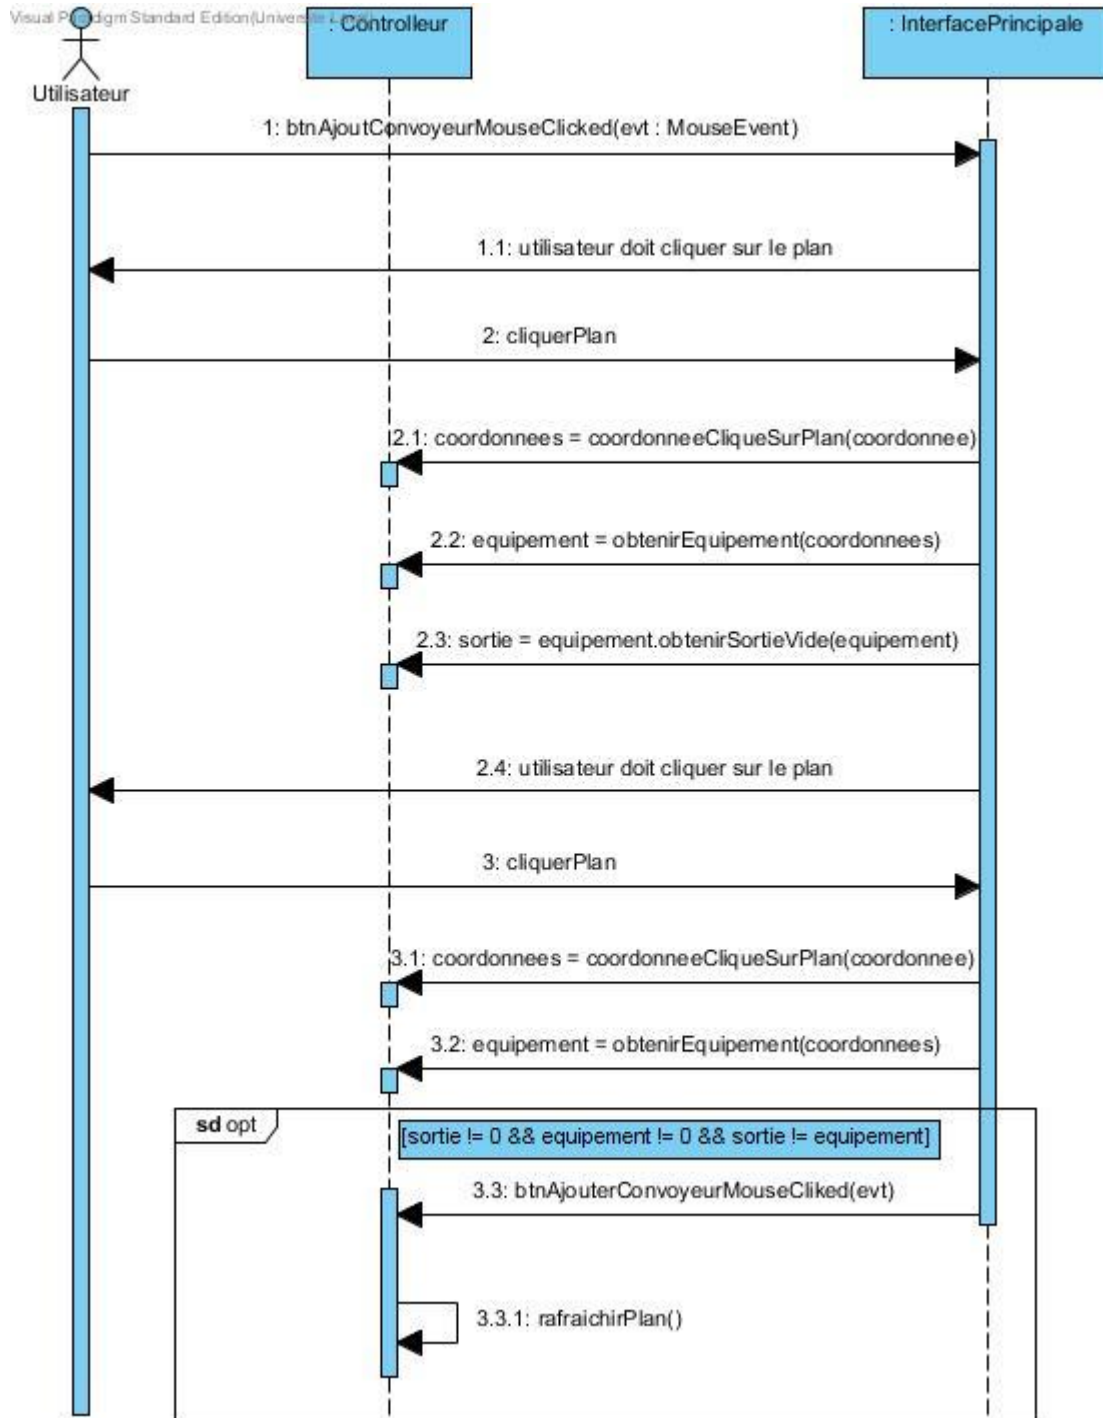 Visual Paradigm Standard Edition(Universite Laval)
: Controlleur
: InterfacePrincipale
Utilisateur
1: btnAjoutConvoyeurMouseClicked(evt : MouseEvent)
1.1: utilisateur doit cliquer sur le plan
2: cliquerPlan
2.1: coordonnees = coordonneeCliqueSurPlan(coordonnee)
2.2: equipement = obtenirEquipement(coordonnees)
2.3: sortie = equipement.obtenirSortieVide(equipement)
2.4: utilisateur doit cliquer sur le plan
3: cliquerPlan
3.1: coordonnees = coordonneeCliqueSurPlan(coordonnee)
3.2: equipement = obtenirEquipement(coordonnees)
sd opt
[sortie != 0 && equipement != 0 && sortie != equipement]
3.3: btnAjouterConvoyeurMouseCliked(evt)
3.3.1: rafraichirPlan()